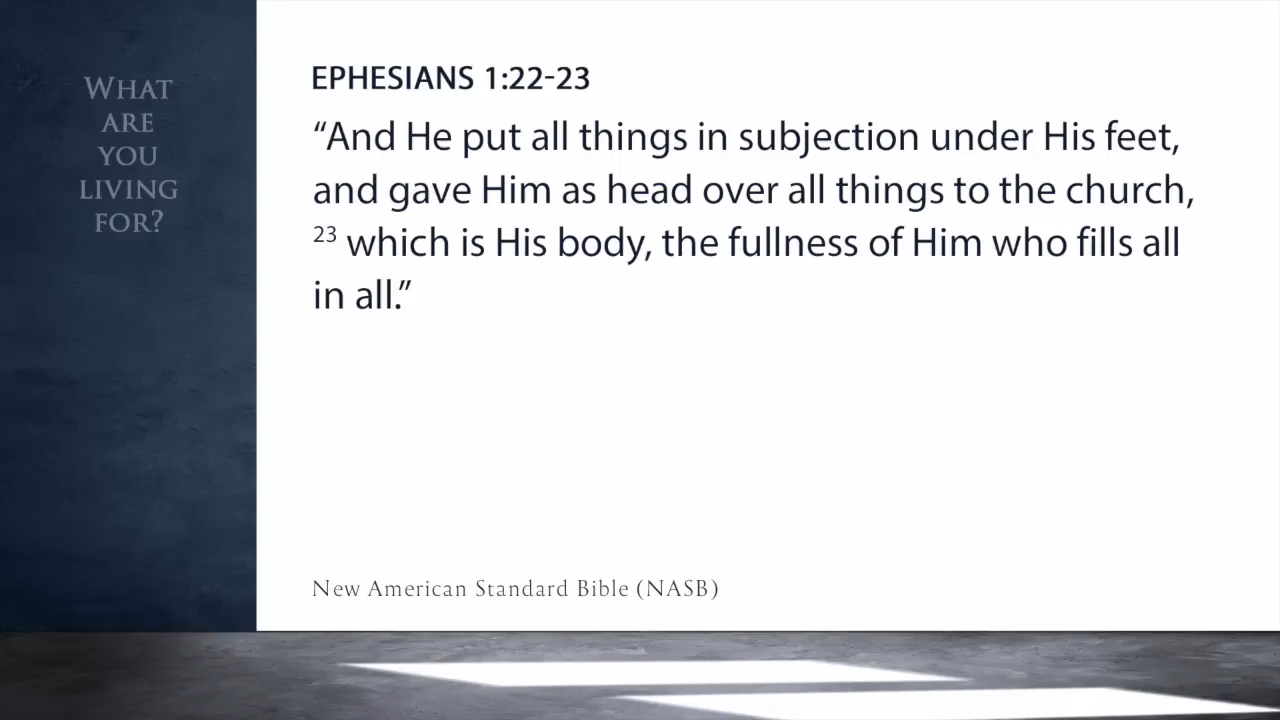 WHAT
ARE
YOU
LIVING
FOR?
EPHESIANS 1:22-23
“And He put all things in subjection under His feet,
and gave Him as head over all things to the church,
23 which is His body, the fullness of Him who fills all
in all.”
New American Standard Bible (NASB)